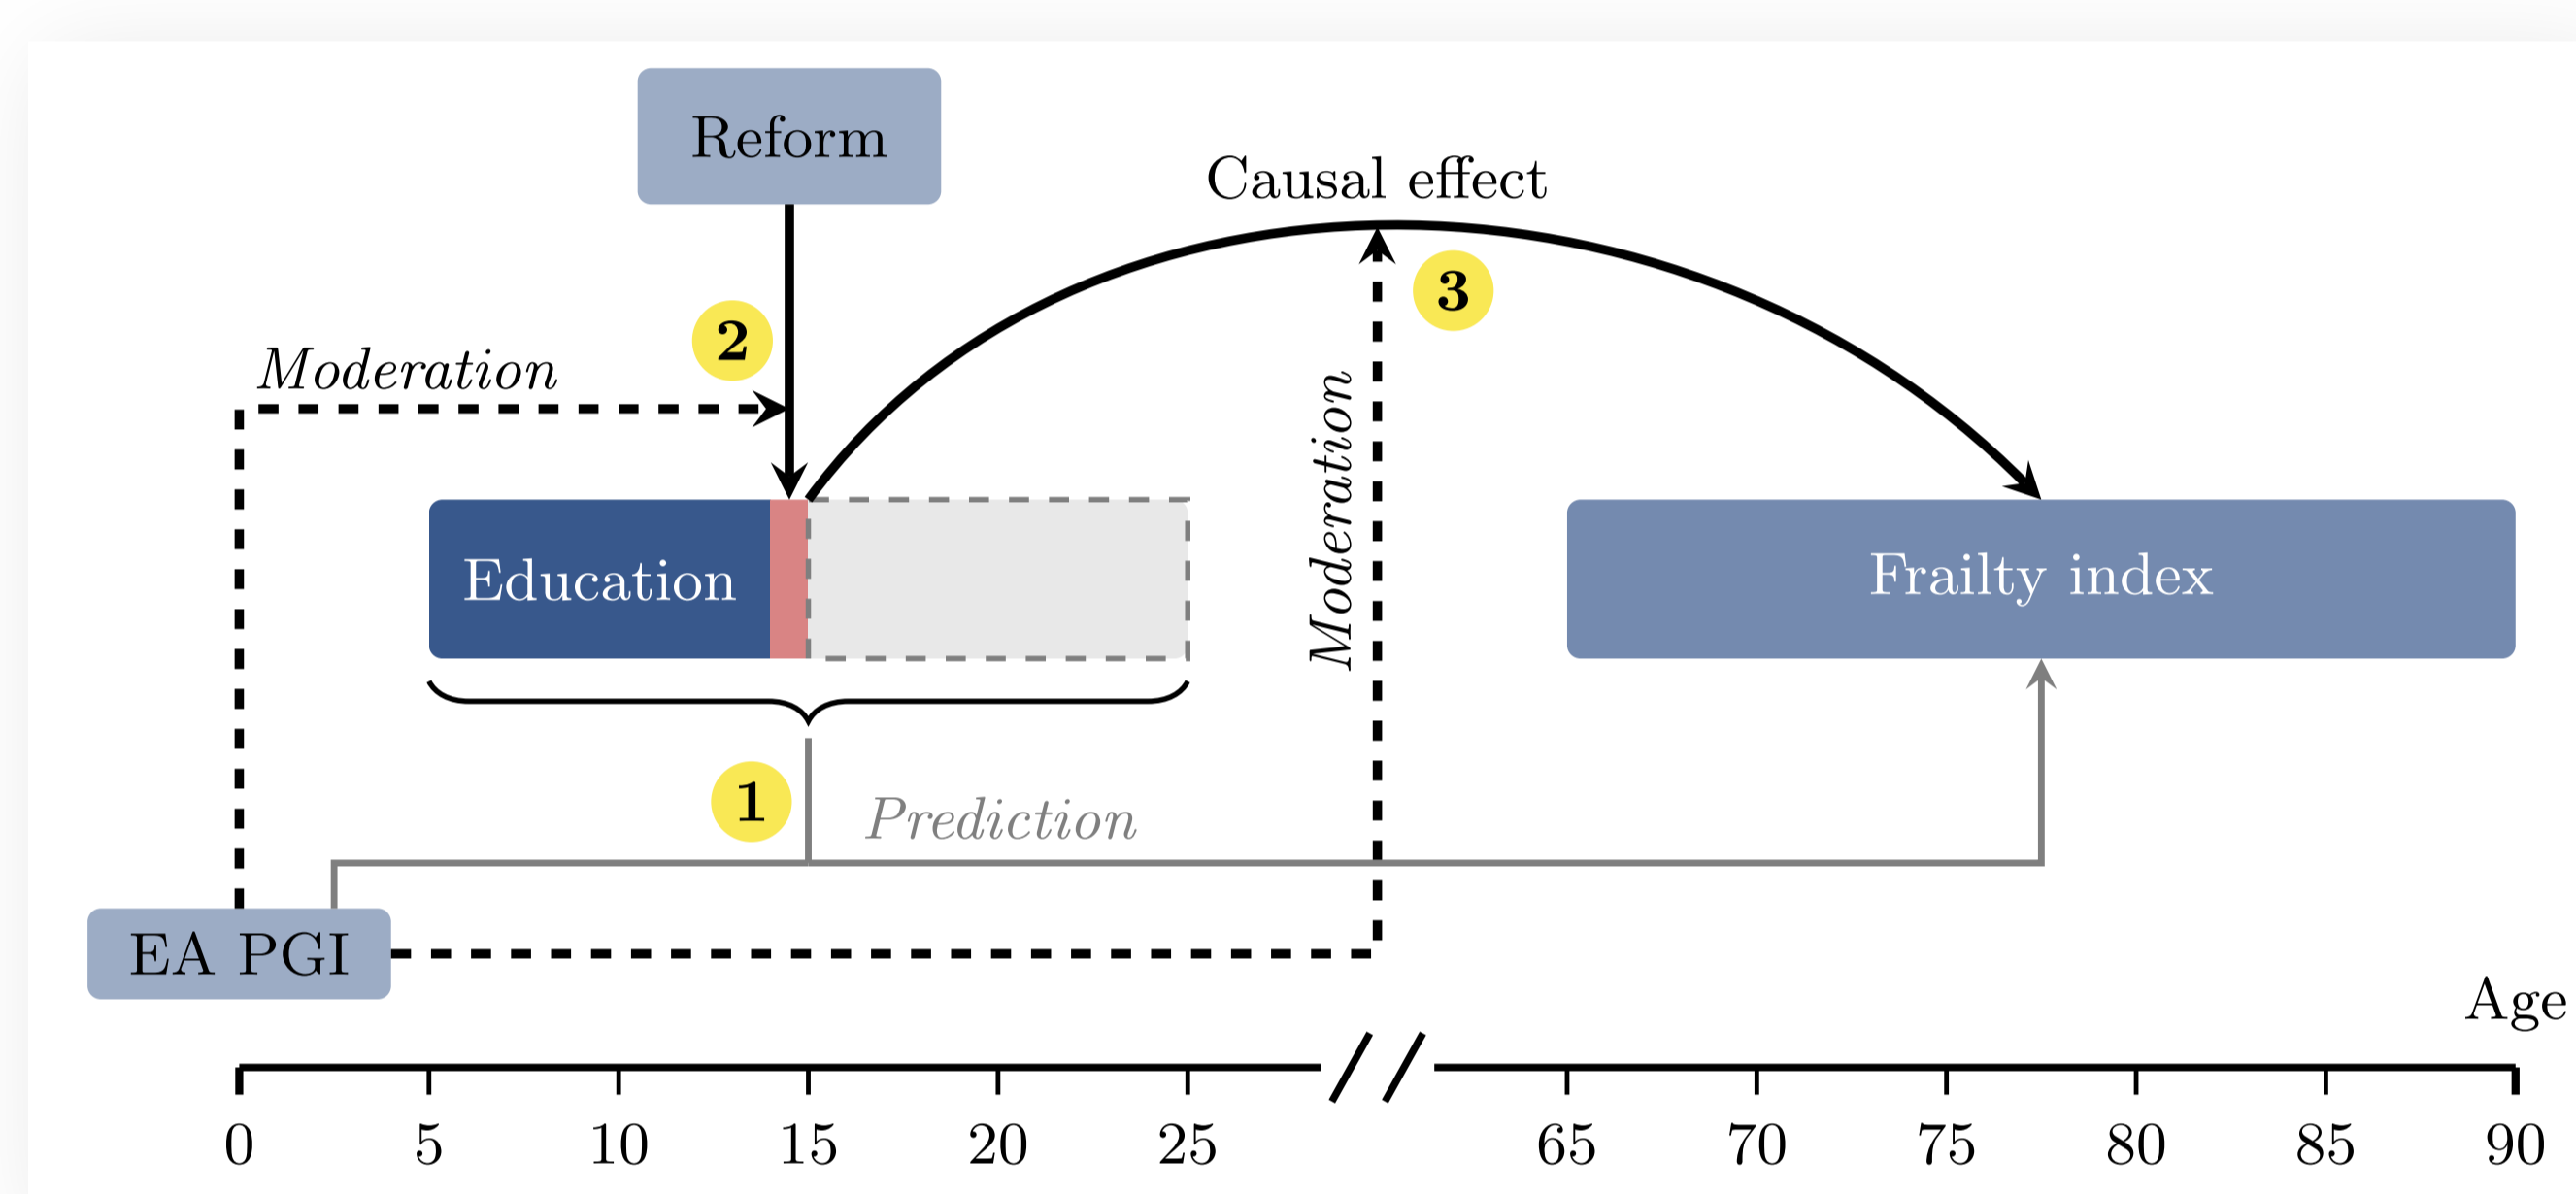 Reform
Causal effect
3
2
Moderation
Moderation
Education
Frailty index
1
Prediction
EA PGI
Age
0 5 10 15 20 25 65 70 75 80 85 90